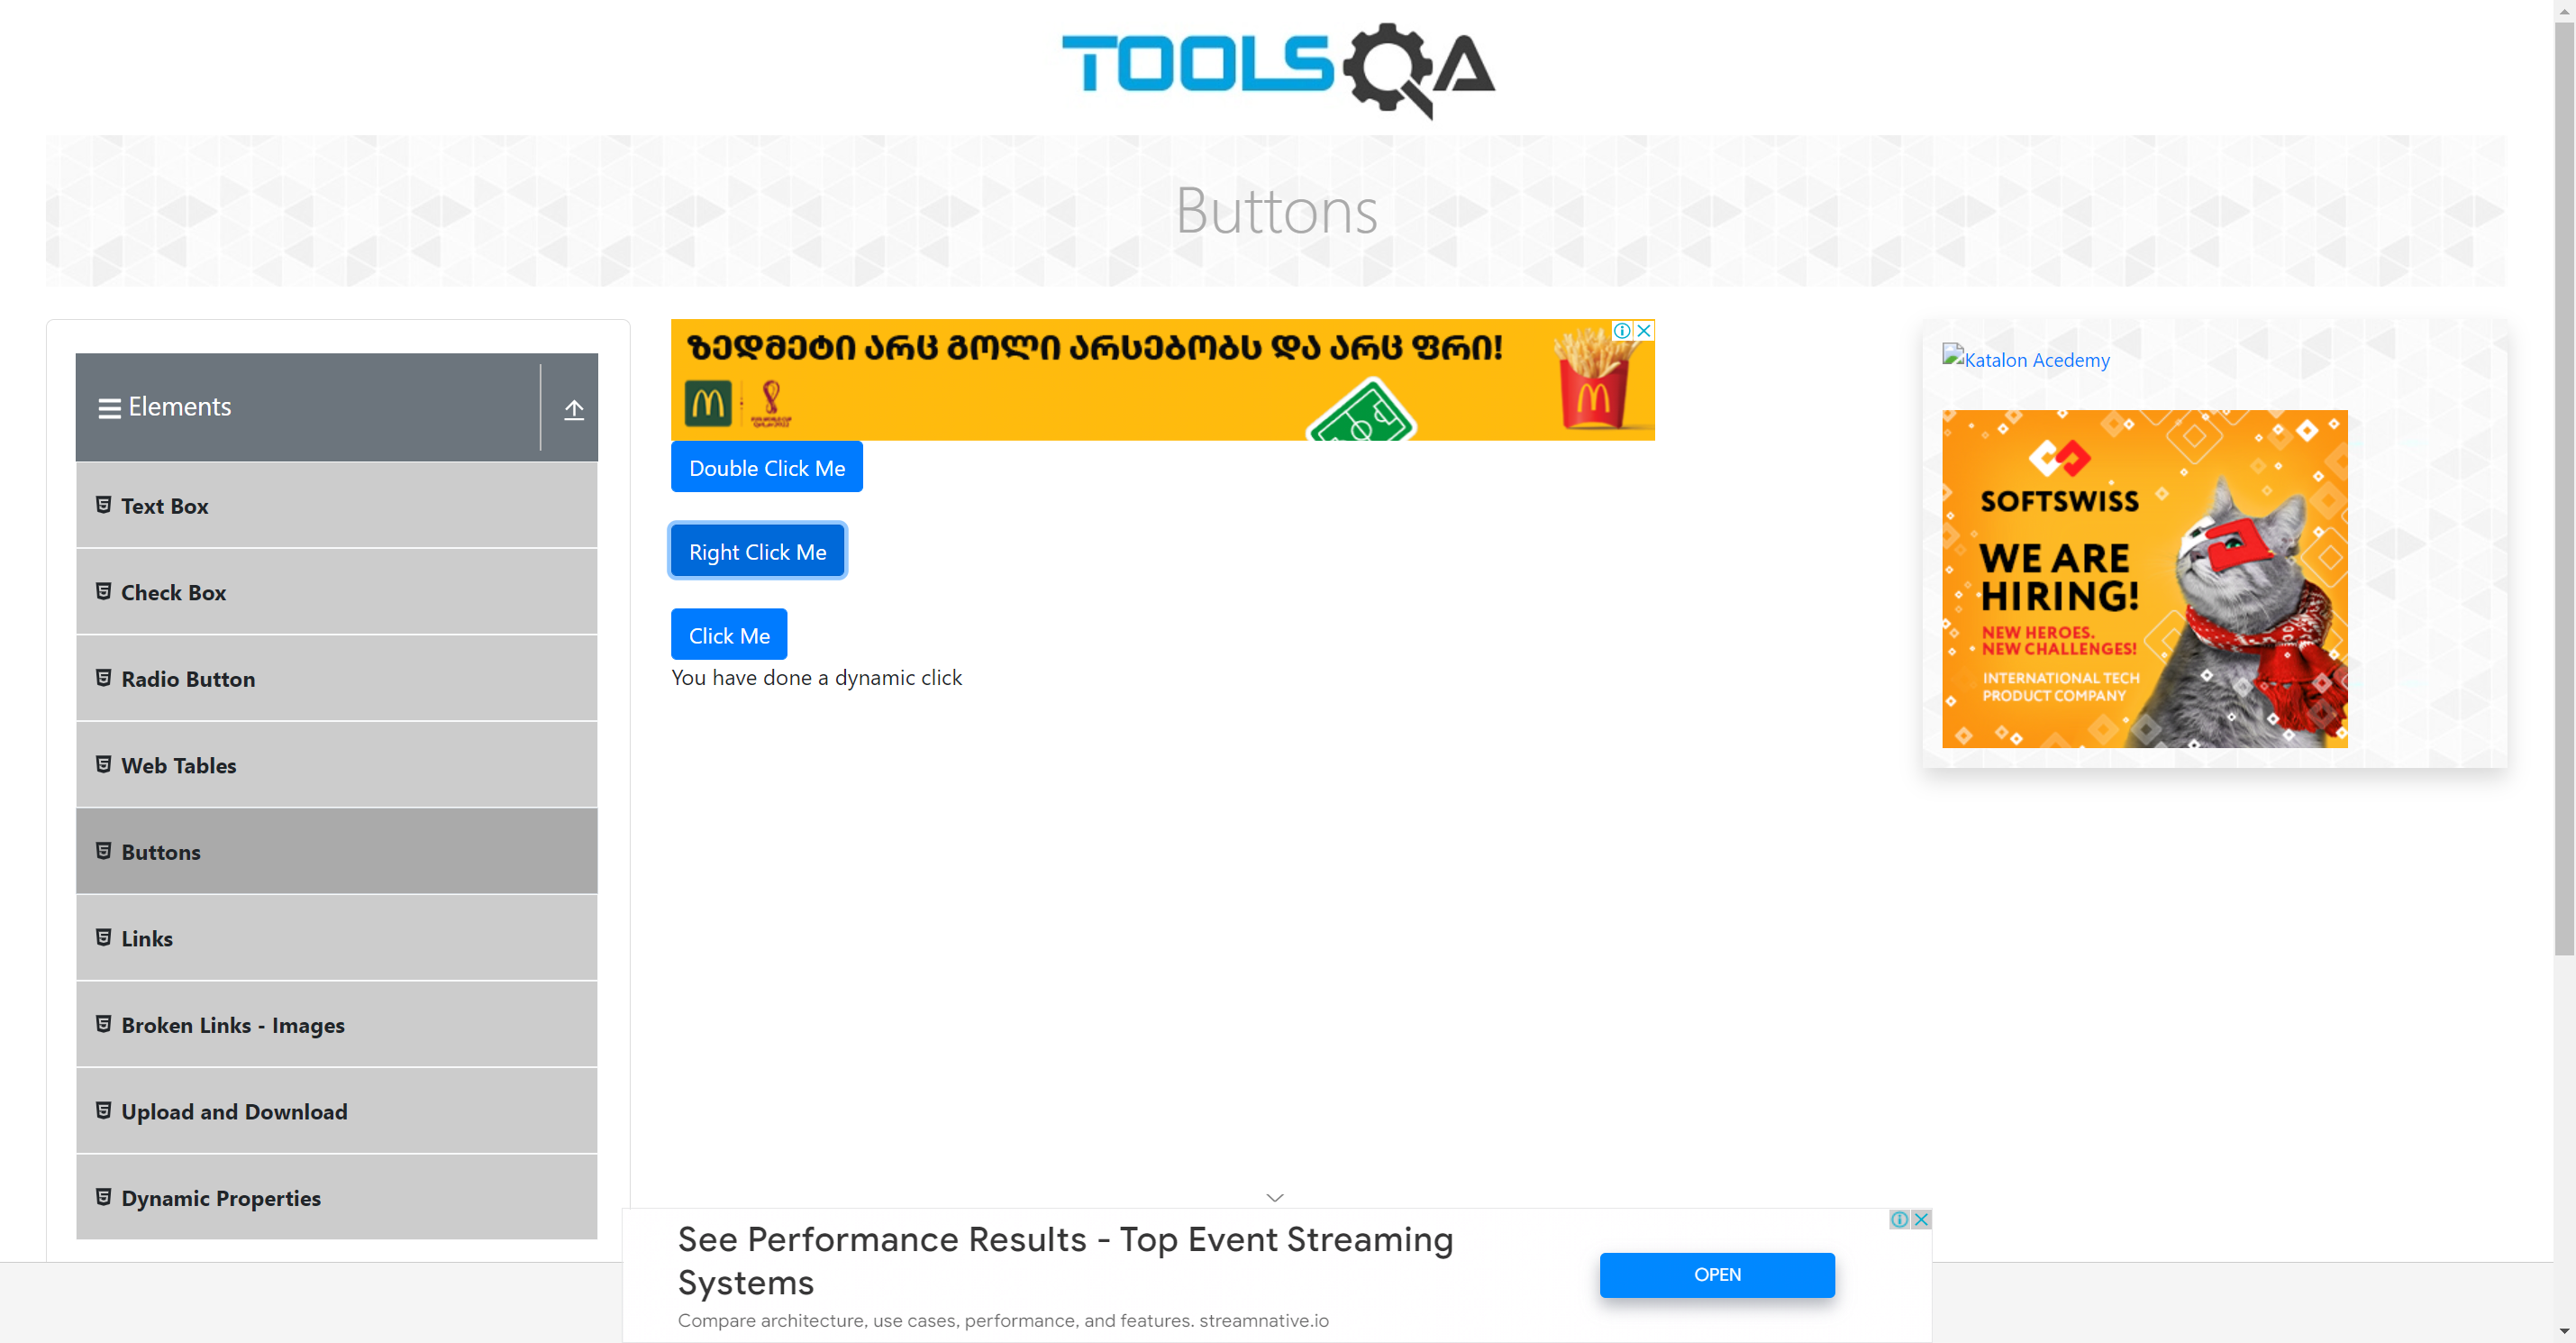 TOOLSQA
Buttons
Elements
Text Box
Check Box
Radio Button
Web Tables
Buttons
Links
Broken Links - Images
Upload and Download
Dynamic Properties
ზედმეტი არც გოლი არსებობს და არც ფრი!
Double Click Me
Right Click Me
Click Me
You have done a dynamic click
Katalon Acedemy
SOFTSWISS
WE ARE
HIRING!
NEW HEROES.
NEW CHALLENGES!
INTERNATIONAL TECH
PRODUCT COMPANY
See Performance Results - Top Event Streaming
Systems
Compare architecture, use cases, performance, and features. streamnative.io
OPEN